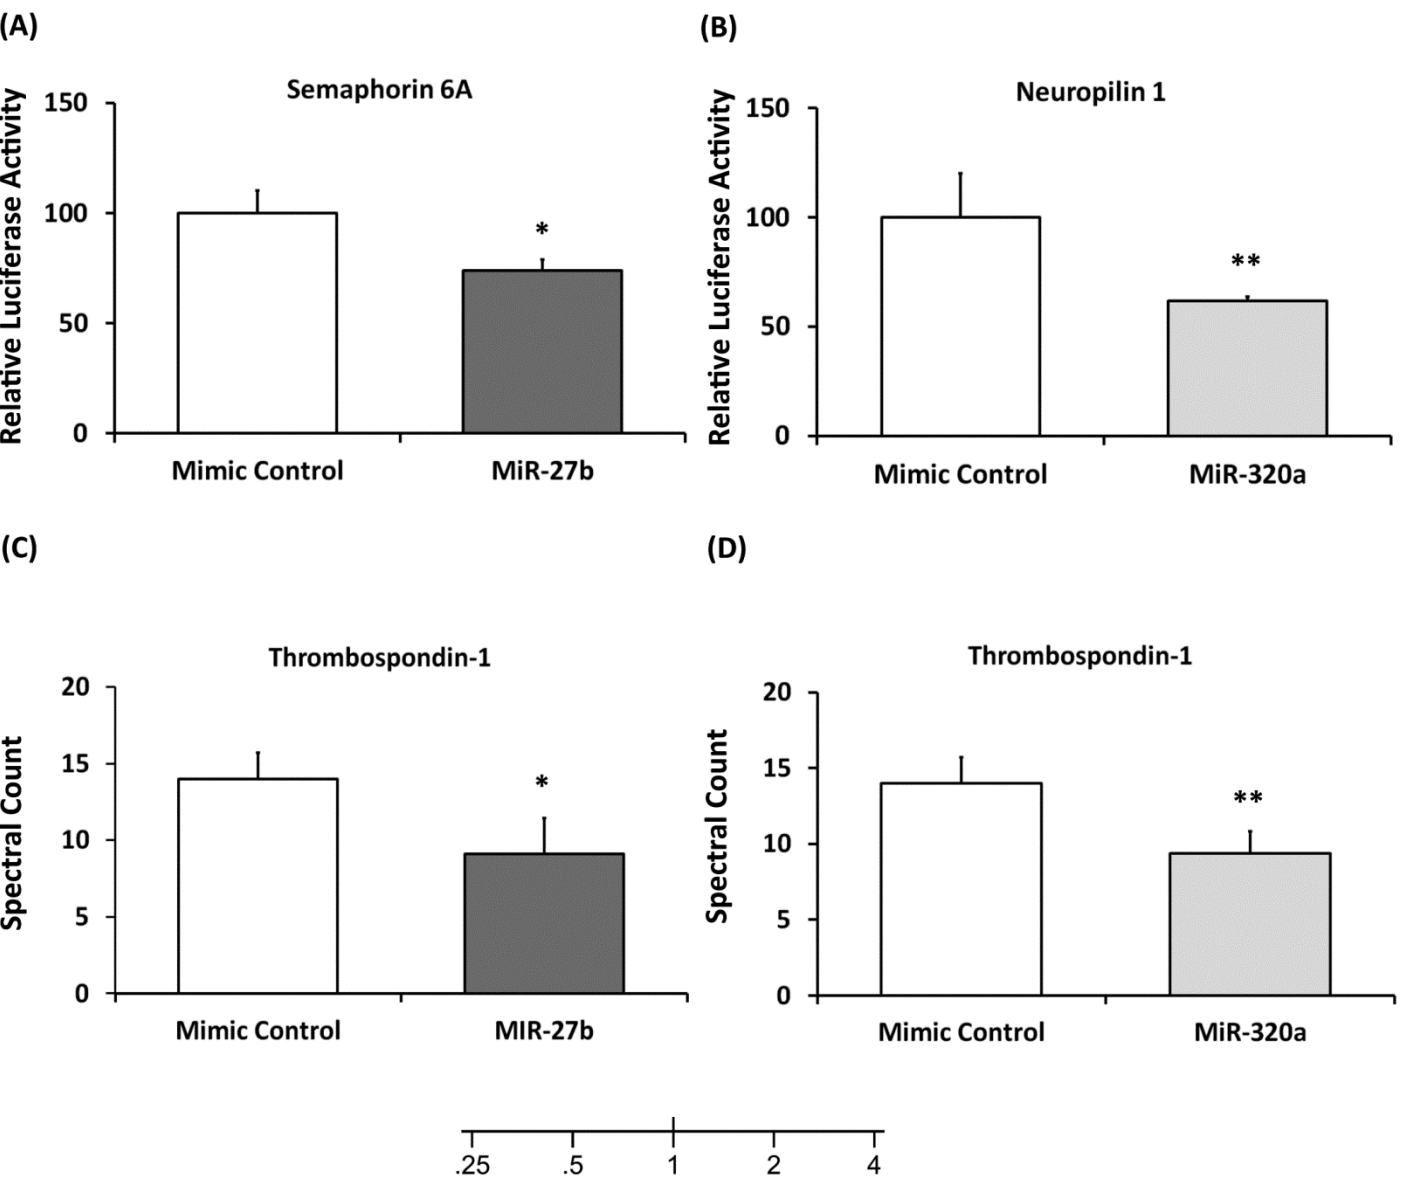 (A)
Semaphorin 6A
Relative Luciferase Activity
150
100
50
0
Mimic Control
MiR-27b
*
(B)
Neuropilin 1
Relative Luciferase Activity
150
100
50
0
Mimic Control
MiR-320a
**
(C)
Thrombospondin-1
Spectral Count
20
15
10
5
0
Mimic Control
MIR-27b
*
(D)
Thrombospondin-1
Spectral Count
20
15
10
5
0
Mimic Control
MiR-320a
**
.25 .5 1 2 4